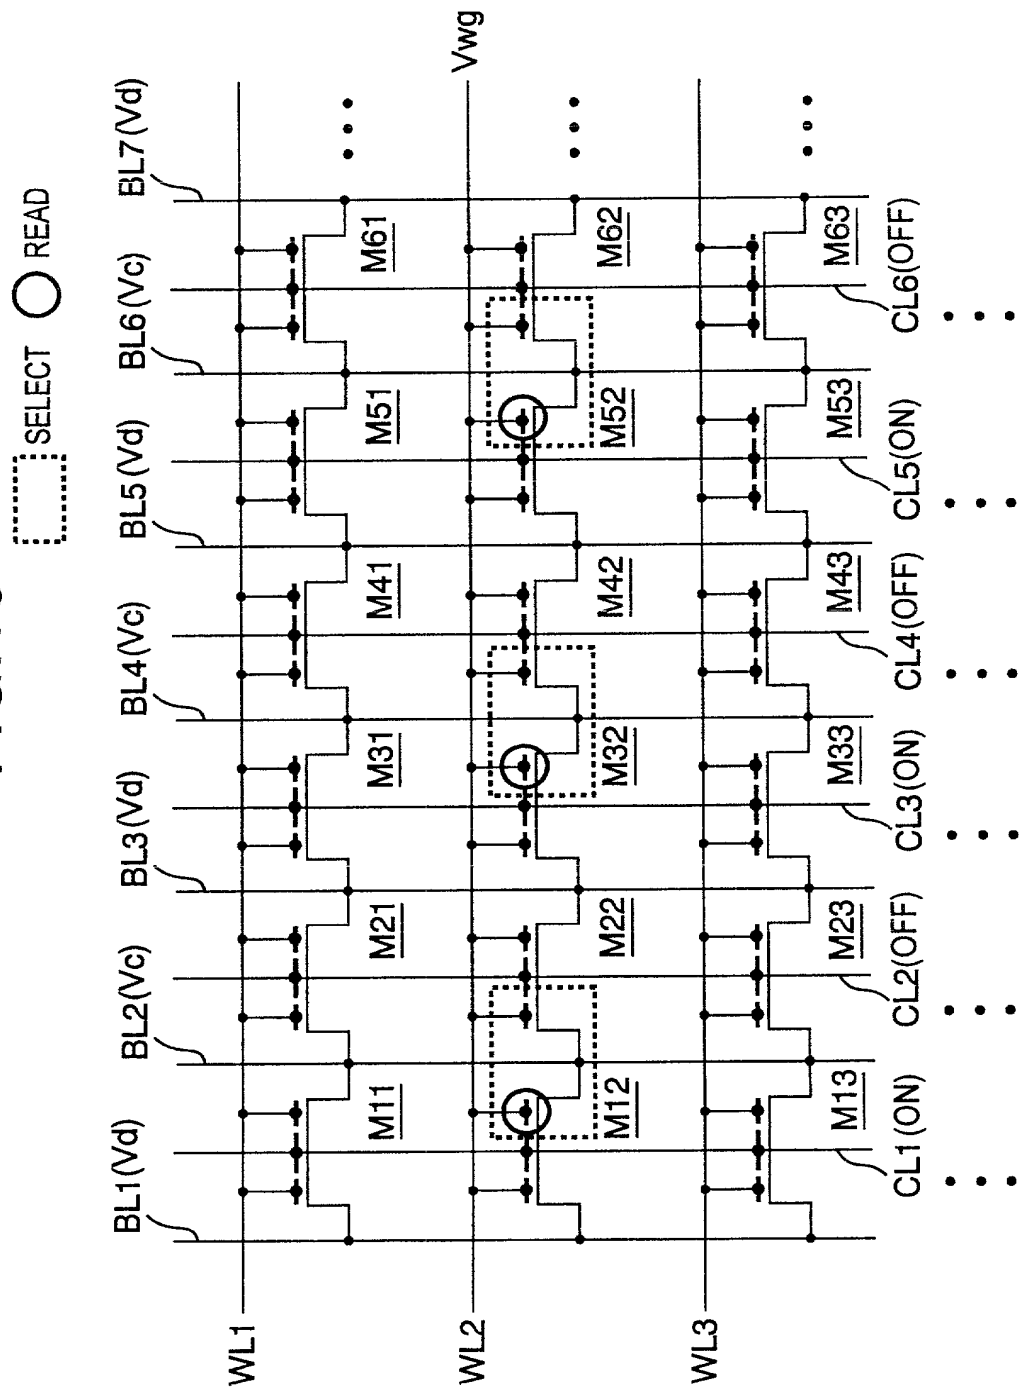 SELECT READ
BL1(Vd) BL2(Vc) BL3(Vd) BL4(Vc) BL5(Vd) BL6(Vc) BL7(Vd)
WL1
M11 M21 M31 M41 M51 M61
WL2 Vwg
M12 M22 M32 M42 M52 M62
WL3
M13 M23 M33 M43 M53 M63
CL1(ON) CL2(OFF) CL3(ON) CL4(OFF) CL5(ON) CL6(OFF)